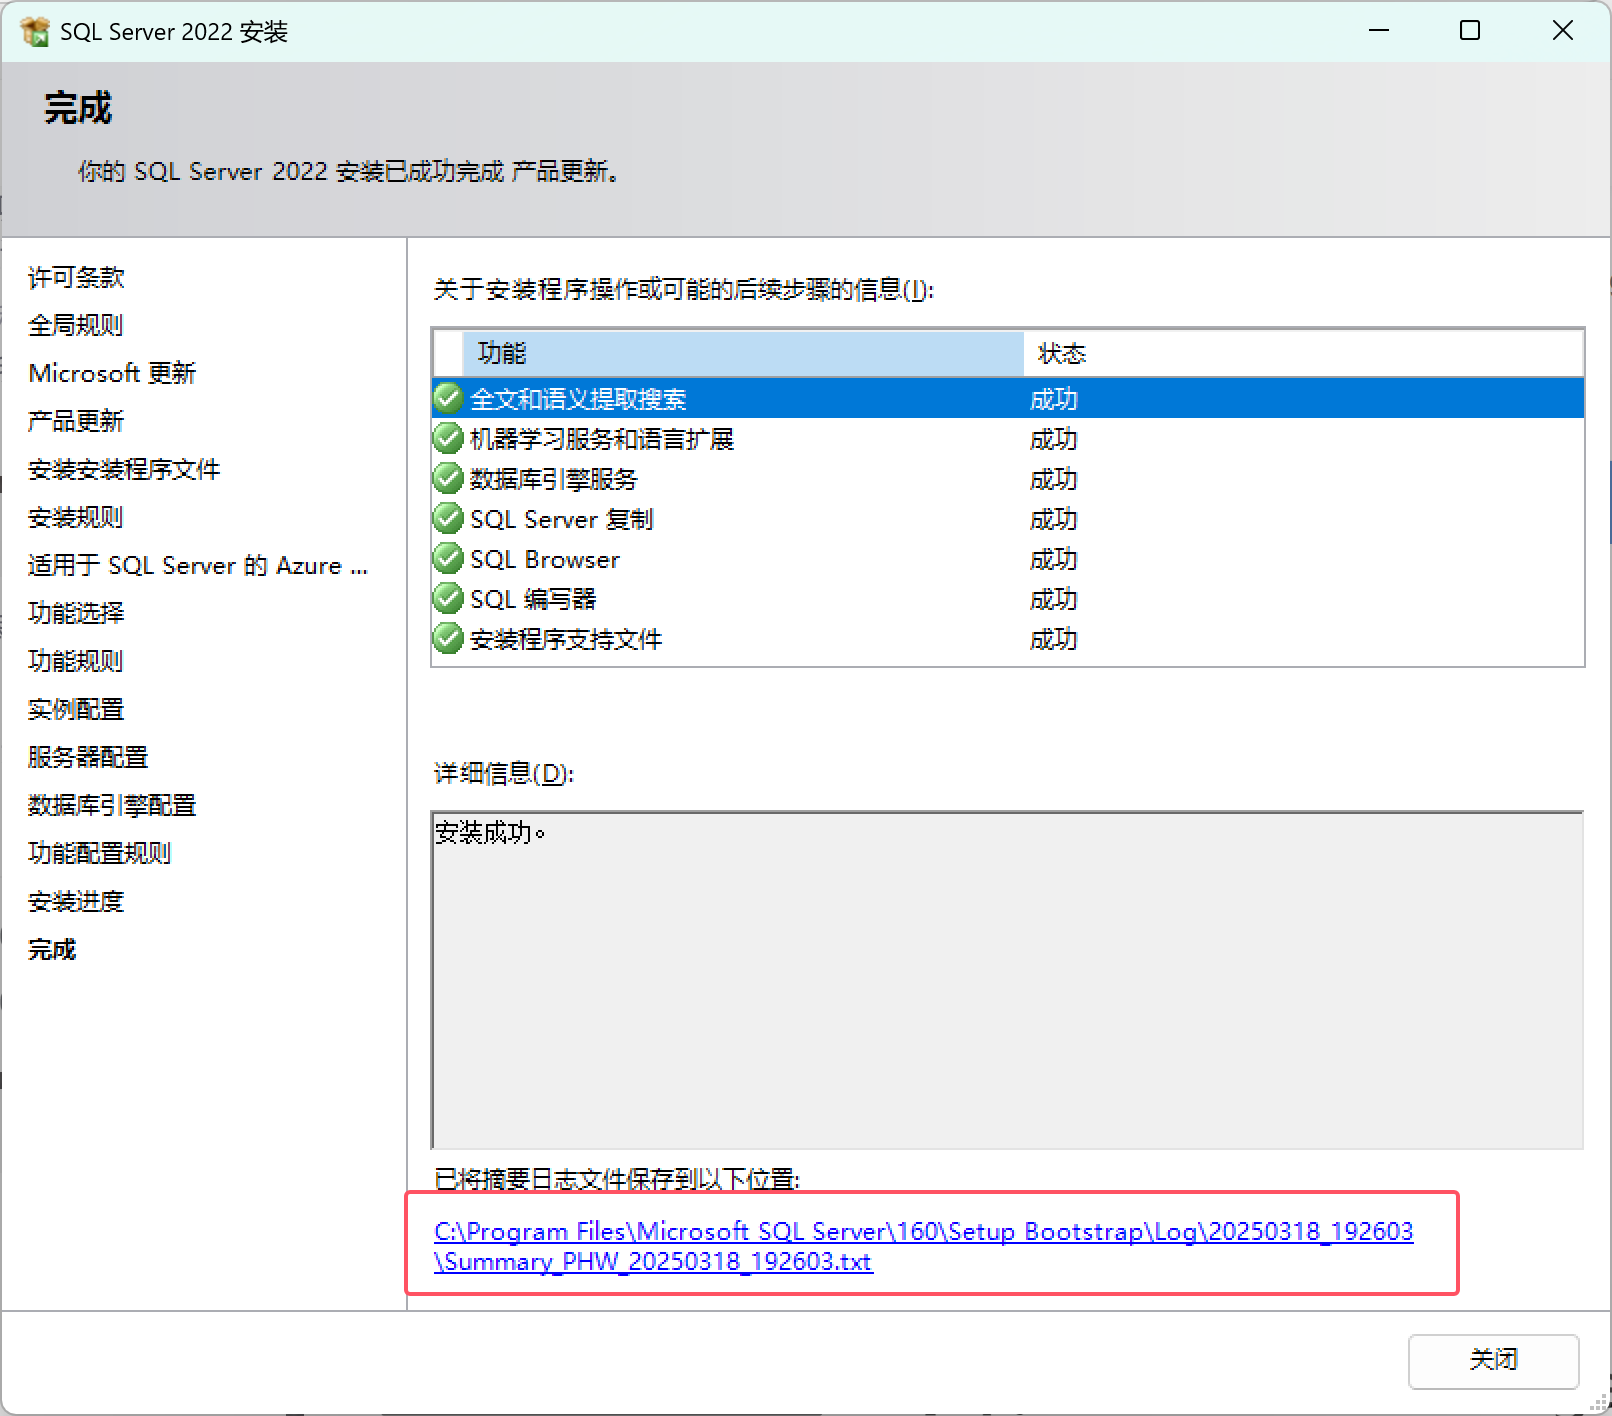 SQL Server 2022 安装
完成
你的 SQL Server 2022 安装已成功完成 产品更新。
许可条款
全局规则
Microsoft 更新
产品更新
安装安装程序文件
安装规则
适用于 SQL Server 的 Azure ...
功能选择
功能规则
实例配置
服务器配置
数据库引擎配置
功能配置规则
安装进度
完成
关于安装程序操作或可能的后续步骤的信息(I):
功能 状态
全文和语义提取搜索 成功
机器学习服务和语言扩展 成功
数据库引擎服务 成功
SQL Server 复制 成功
SQL Browser 成功
SQL 编写器 成功
安装程序支持文件 成功
详细信息(D):
安装成功。
已将摘要日志文件保存到以下位置:
C:\Program Files\Microsoft SQL Server\160\Setup Bootstrap\Log\20250318_192603
\Summary_PHW_20250318_192603.txt
关闭